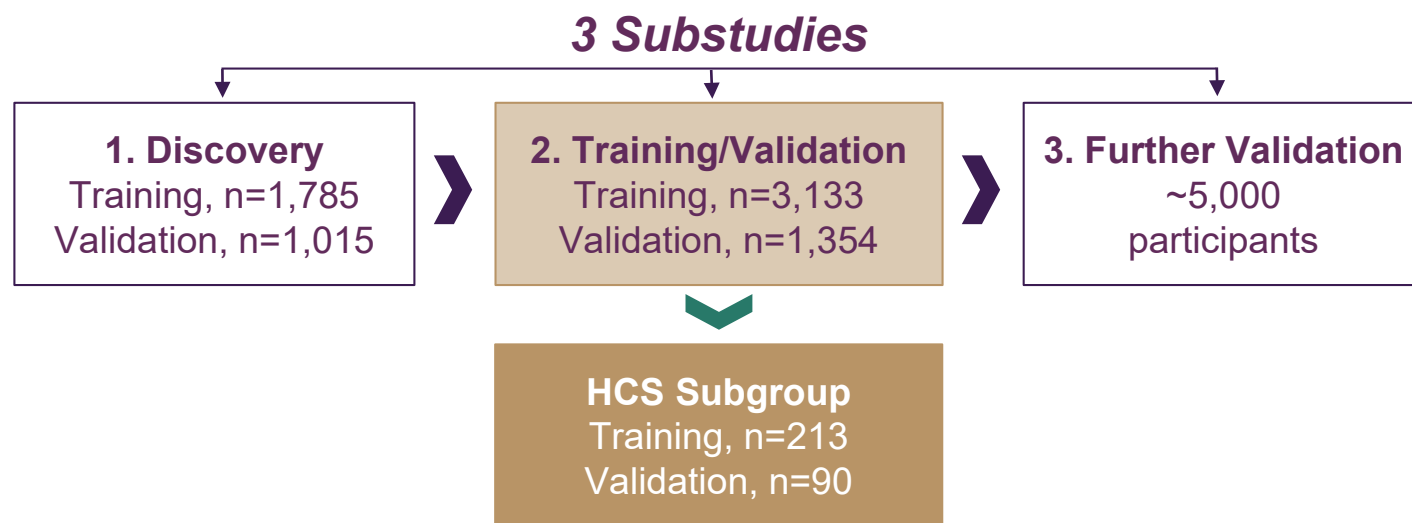 3 Substudies
1. Discovery
Training, n=1,785
Validation, n=1,015
2. Training/Validation
Training, n=3,133
Validation, n=1,354
3. Further Validation
~5,000
participants
HCS Subgroup
Training, n=213
Validation, n=90